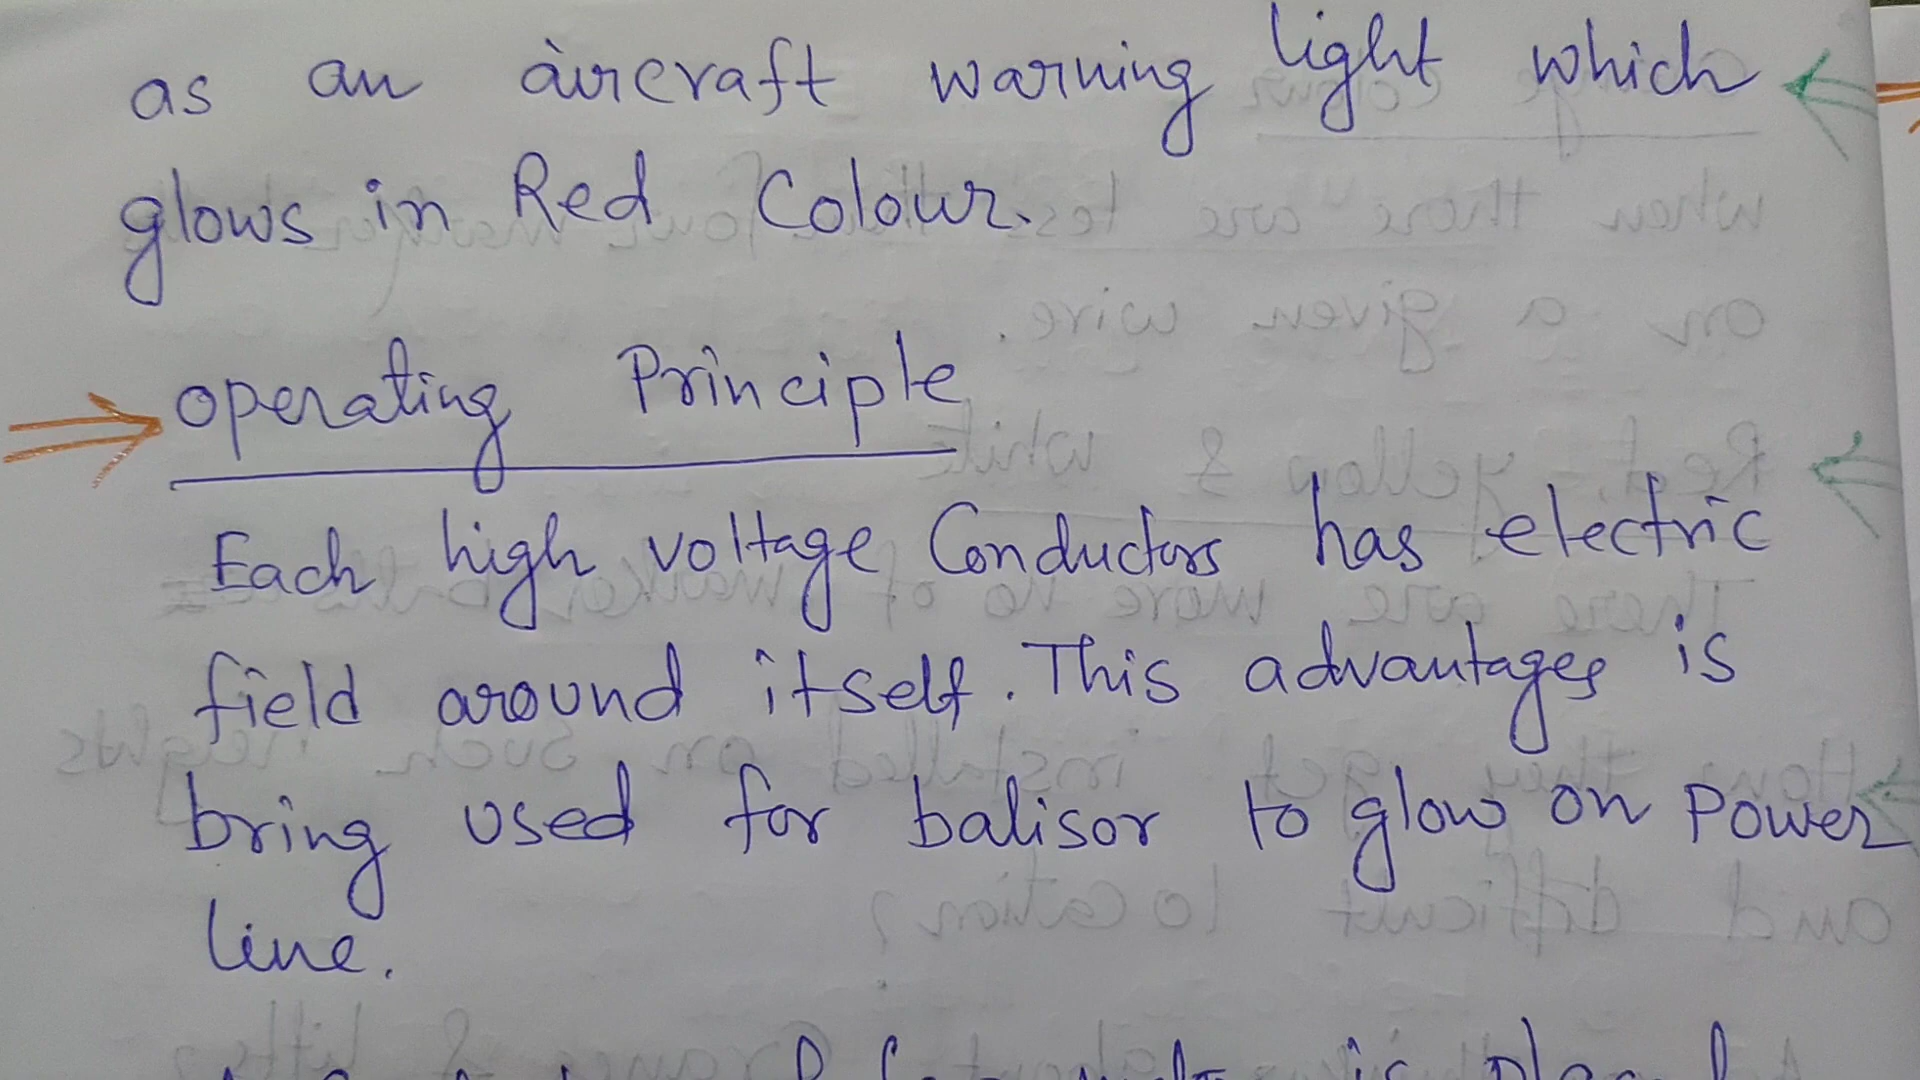 as an aircraft warning light which
glows in Red Colour.
operating Principle
Each high voltage Conductors has electric
field around itself. This advantages is
bring used for balisor to glow on Power
line.